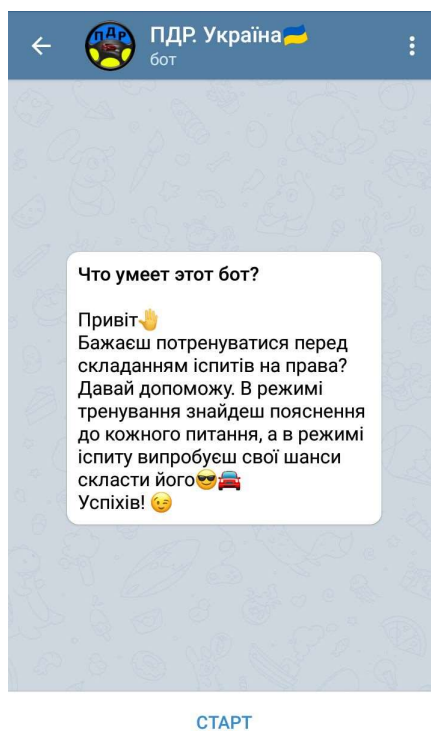 ПДР
ПДР. Україна🇺🇦
бот
Что умеет этот бот?
Привіт🤚
Бажаєш потренуватися перед
складанням іспитів на права?
Давай допоможу. В режимі
тренування знайдеш пояснення
до кожного питання, а в режимі
іспиту випробуєш свої шанси
скласти його😎🚘
Успіхів! 😉
СТАРТ